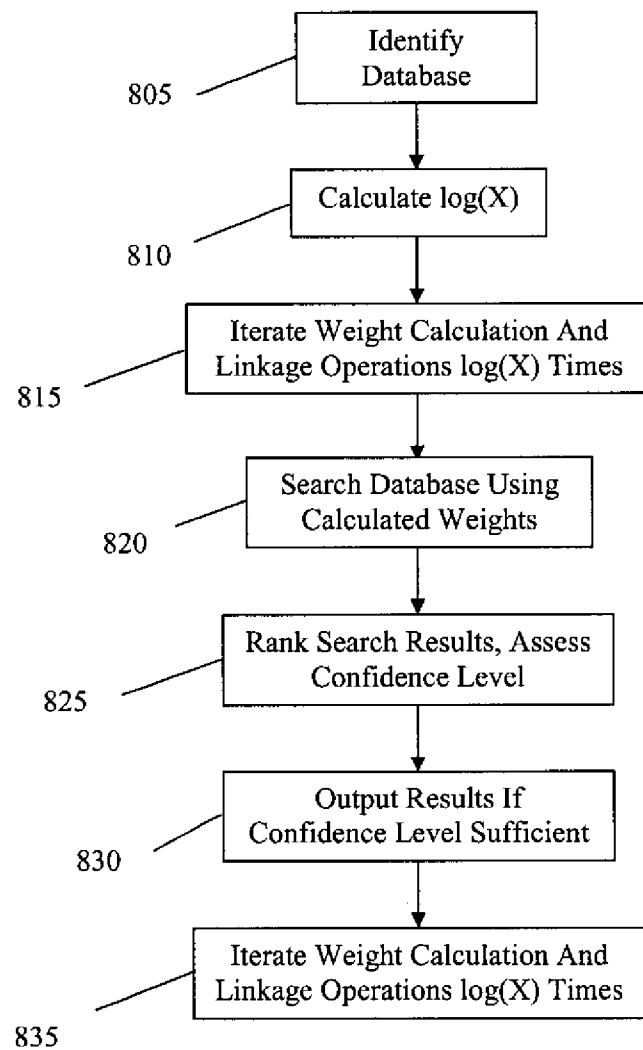 Identify
Database
805
Calculate log(X)
810
Iterate Weight Calculation And
Linkage Operations log(X) Times
815
Search Database Using
Calculated Weights
820
Rank Search Results, Assess
Confidence Level
825
Output Results If
Confidence Level Sufficient
830
Iterate Weight Calculation And
Linkage Operations log(X) Times
835